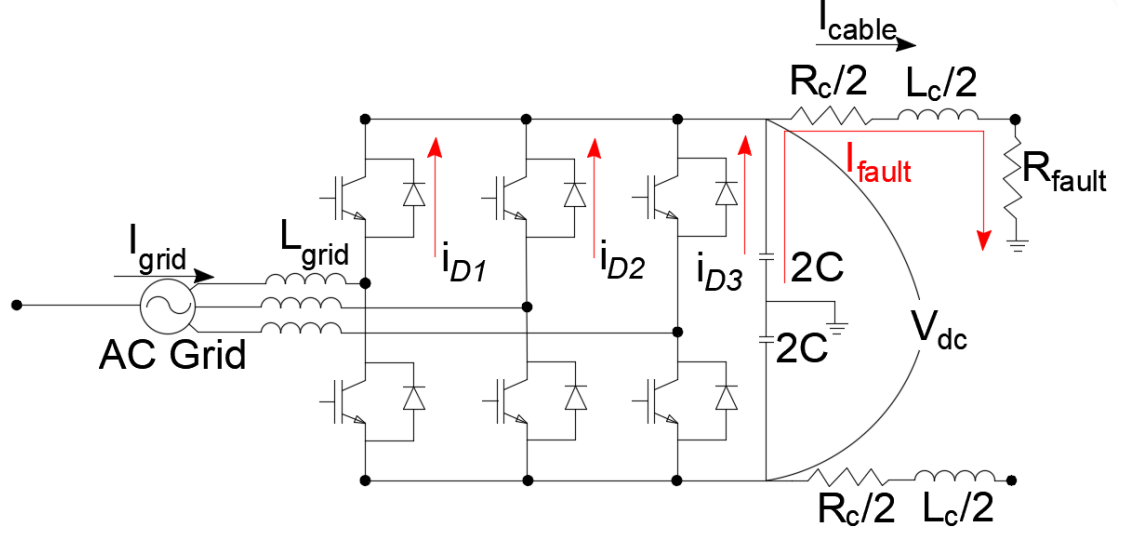 I cable
Rc/2 Lc/2
Ifault
Rfault
Igrid
Lgrid
iD1
iD2
iD3
2C
AC Grid
2C
Vdc
Rc/2 Lc/2